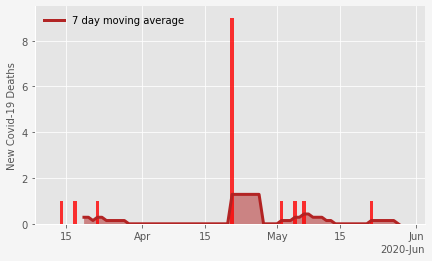 7 day moving average
New Covid-19 Deaths
8
6
4
2
0
15
Apr
15
May
15
Jun
2020-Jun